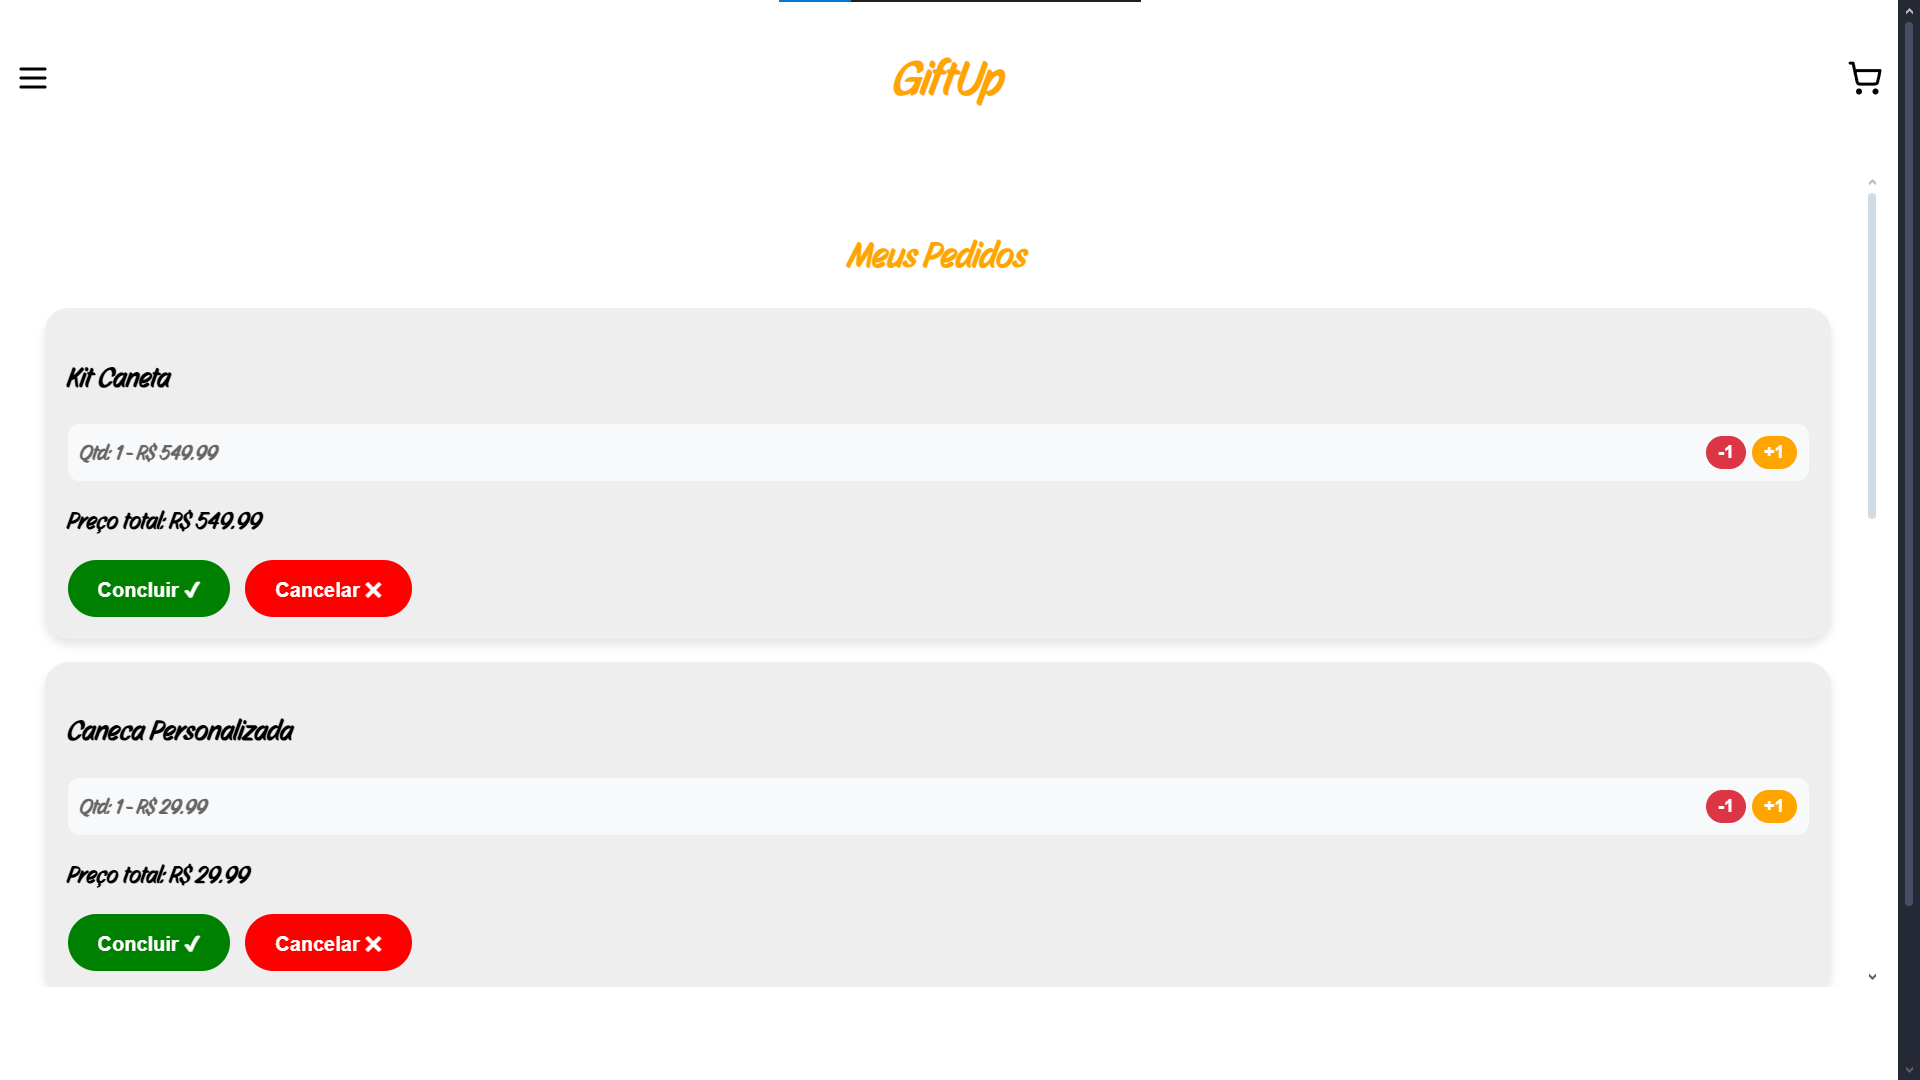 GiftUp
Meus Pedidos
Kit Caneta
Qtd: 1 - R$ 549.99
-1 +1
Preço total: R$ 549.99
Concluir ✓ Cancelar ✕
Caneca Personalizada
Qtd: 1 - R$ 29.99
-1 +1
Preço total: R$ 29.99
Concluir ✓ Cancelar ✕